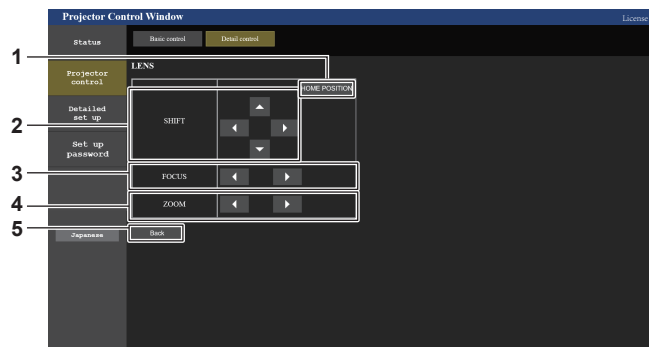 Projector Control Window
License
Status
Basic control
Detail control
1
LENS
Projector
control
HOME POSITION
Detailed
set up
2
SHIFT
Set up
password
3
FOCUS
4
ZOOM
5
Japanese
Back